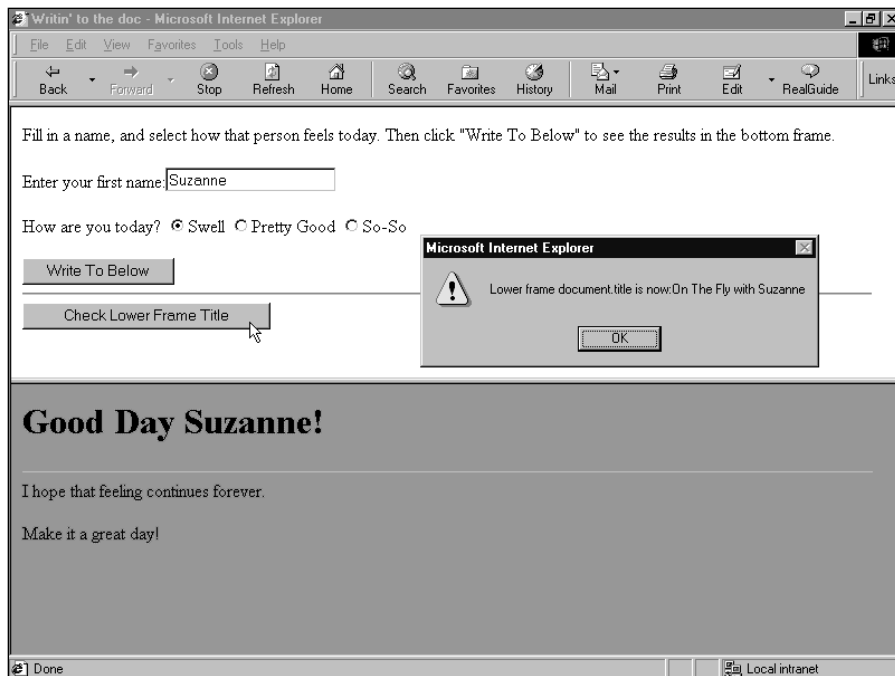 Writin' to the doc - Microsoft Internet Explorer
File Edit View Favorites Tools Help
Back Forward Stop Refresh Home Search Favorites History Mail Print Edit RealGuide Links
Fill in a name, and select how that person feels today. Then click "Write To Below" to see the results in the bottom frame.
Enter your first name: Suzanne
How are you today? Swell Pretty Good So-So
Write To Below
Check Lower Frame Title
Microsoft Internet Explorer
Lower frame document.title is now:On The Fly with Suzanne
OK
Good Day Suzanne!
I hope that feeling continues forever.
Make it a great day!
Done Local intranet